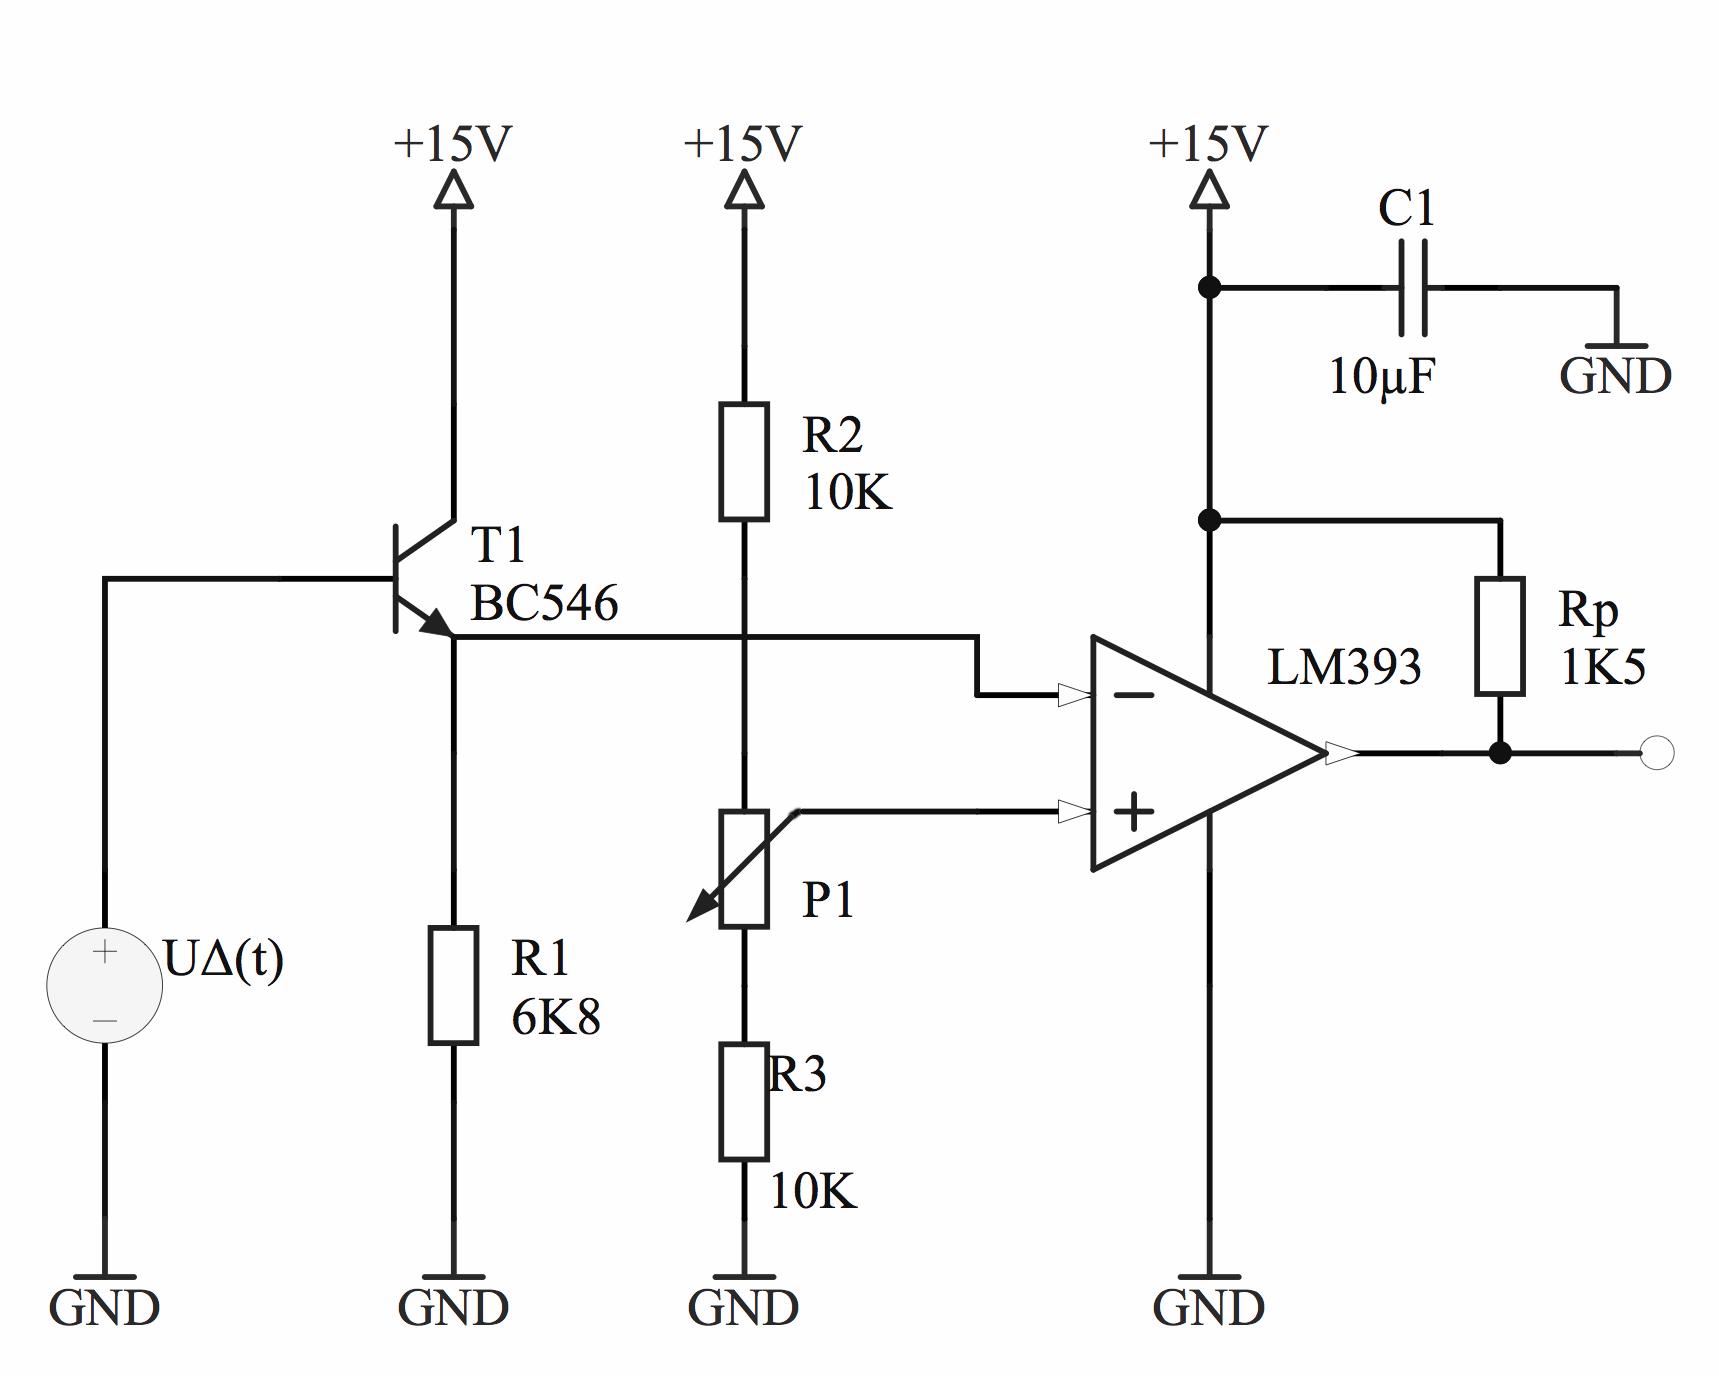 +15V
+15V
+15V
C1
10µF
GND
R2
10K
T1
BC546
Rp
1K5
LM393
P1
UΔ(t)
+
−
R1
6K8
−
+
R3
10K
GND
GND
GND
GND